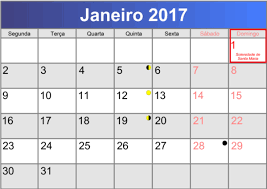 Janeiro 2017
Segunda Terça Quarta Quinta Sexta Sábado Domingo
1
Solenidade de
Santa Maria
2 3 4 5 6 7 8
9 10 11 12 13 14 15
16 17 18 19 20 21 22
23 24 25 26 27 28 29
30 31